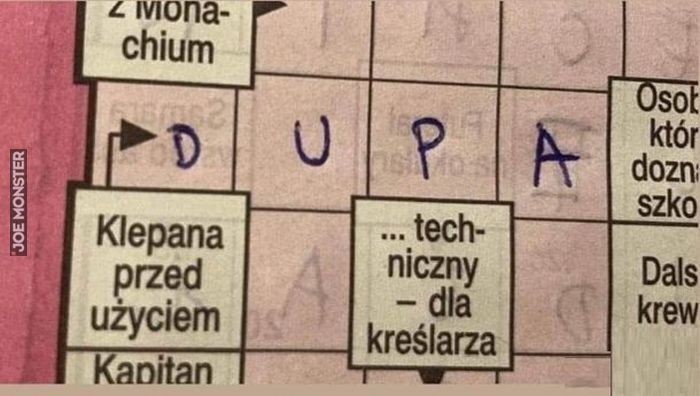 z Mona-
chium
D U P A
Osob
któr
dozna
szko
Klepana
przed
użyciem
... tech-
niczny
– dla
kreślarza
Dals
krew
Kapitan
JOE MONSTER